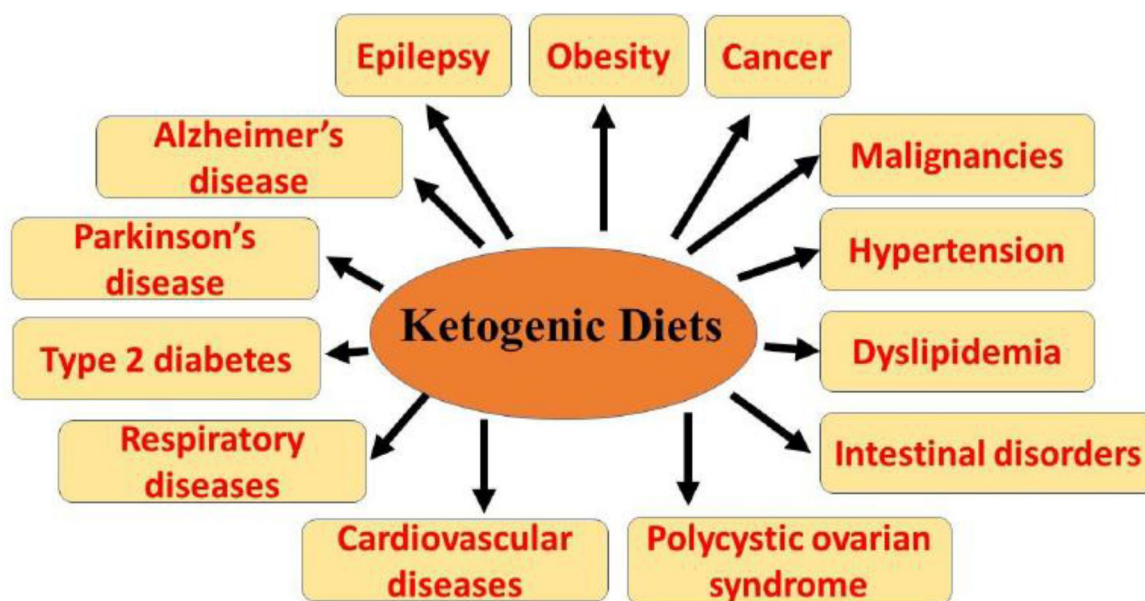 Epilepsy
Obesity
Cancer
Alzheimer's
disease
Malignancies
Parkinson's
disease
Hypertension
Ketogenic Diets
Type 2 diabetes
Dyslipidemia
Respiratory
diseases
Intestinal disorders
Cardiovascular
diseases
Polycystic ovarian
syndrome